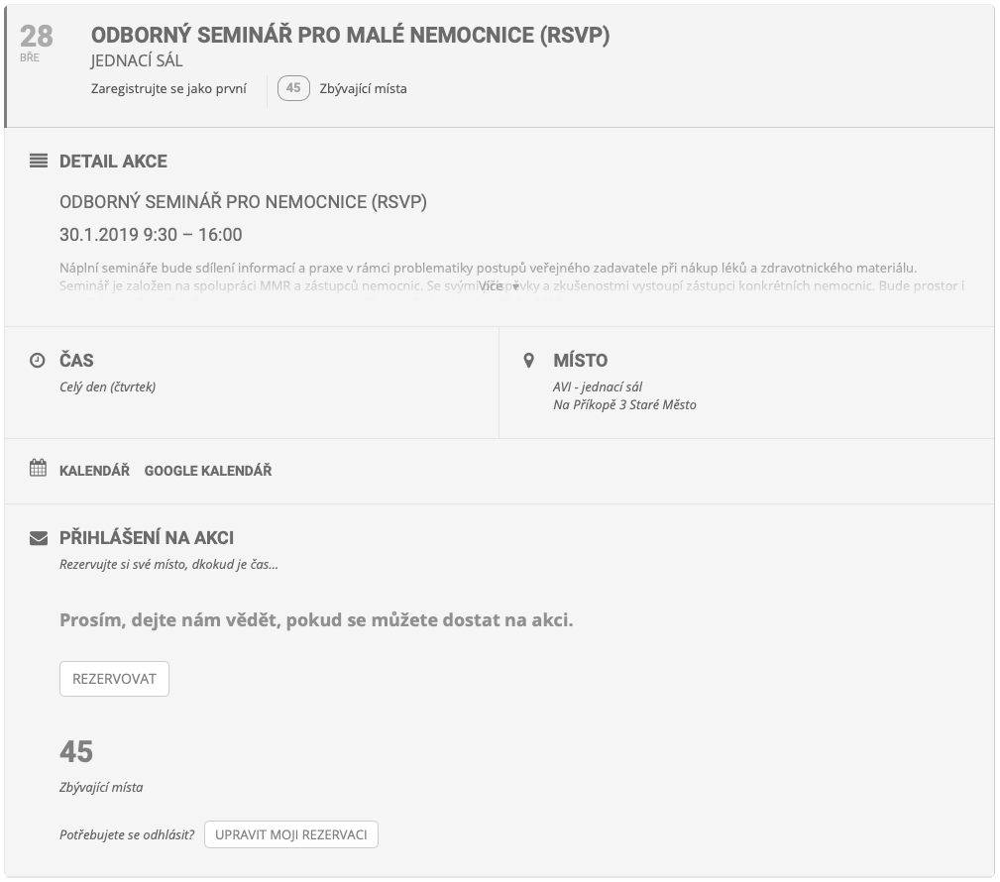 28
BŘE
ODBORNÝ SEMINÁŘ PRO MALÉ NEMOCNICE (RSVP)
JEDNACÍ SÁL
Zaregistrujte se jako první
45
Zbývající místa
DETAIL AKCE
ODBORNÝ SEMINÁŘ PRO NEMOCNICE (RSVP)
30.1.2019 9:30 – 16:00
Náplní semináře bude sdílení informací a praxe v rámci problematiky postupů veřejného zadavatele při nákup léků a zdravotnického materiálu.
Seminář je založen na spolupráci MMR a zástupců nemocnic. Se svými příspěvky a zkušenostmi vystoupí zástupci konkrétních nemocnic. Bude prostor i
Více
ČAS
Celý den (čtvrtek)
MÍSTO
AVI - jednací sál
Na Příkopě 3 Staré Město
KALENDÁŘ GOOGLE KALENDÁŘ
PŘIHLÁŠENÍ NA AKCI
Rezervujte si své místo, dkokud je čas...
Prosím, dejte nám vědět, pokud se můžete dostat na akci.
REZERVOVAT
45
Zbývající místa
Potřebujete se odhlásit? UPRAVIT MOJI REZERVACI